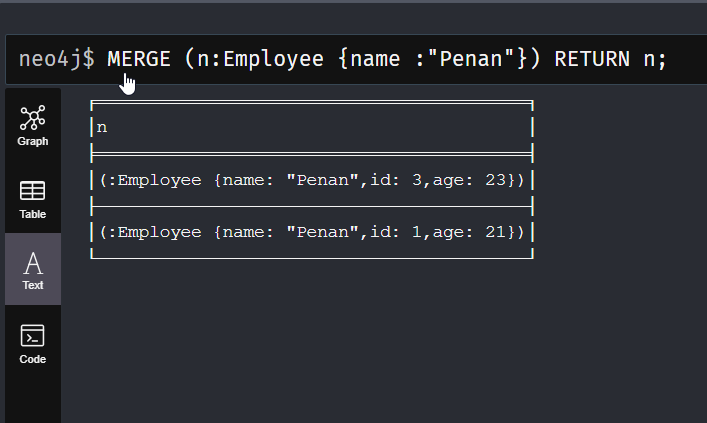 neo4j$ MERGE (n:Employee {name :"Penan"}) RETURN n;
Graph
Table
Text
Code
n
(:Employee {name: "Penan",id: 3,age: 23})
(:Employee {name: "Penan",id: 1,age: 21})